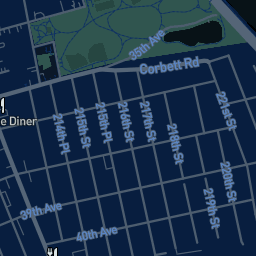 35th Ave
Corbett Rd
e Diner
214th Pl
215th St
215th Pl
216th St
217th St
218th St
221st St
220th St
219th St
39th Ave
40th Ave